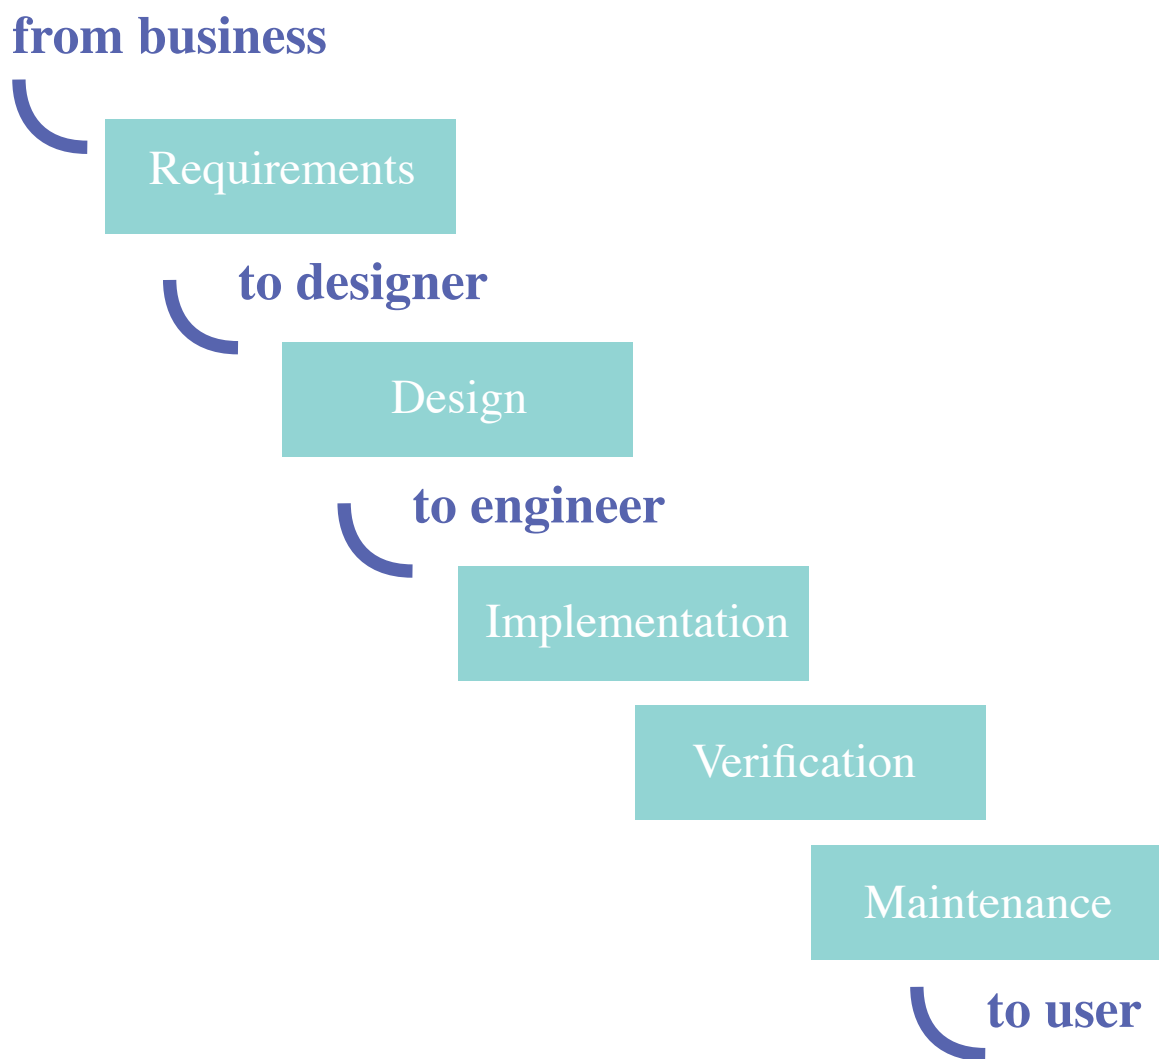 from business
Requirements
to designer
Design
to engineer
Implementation
Verification
Maintenance
to user